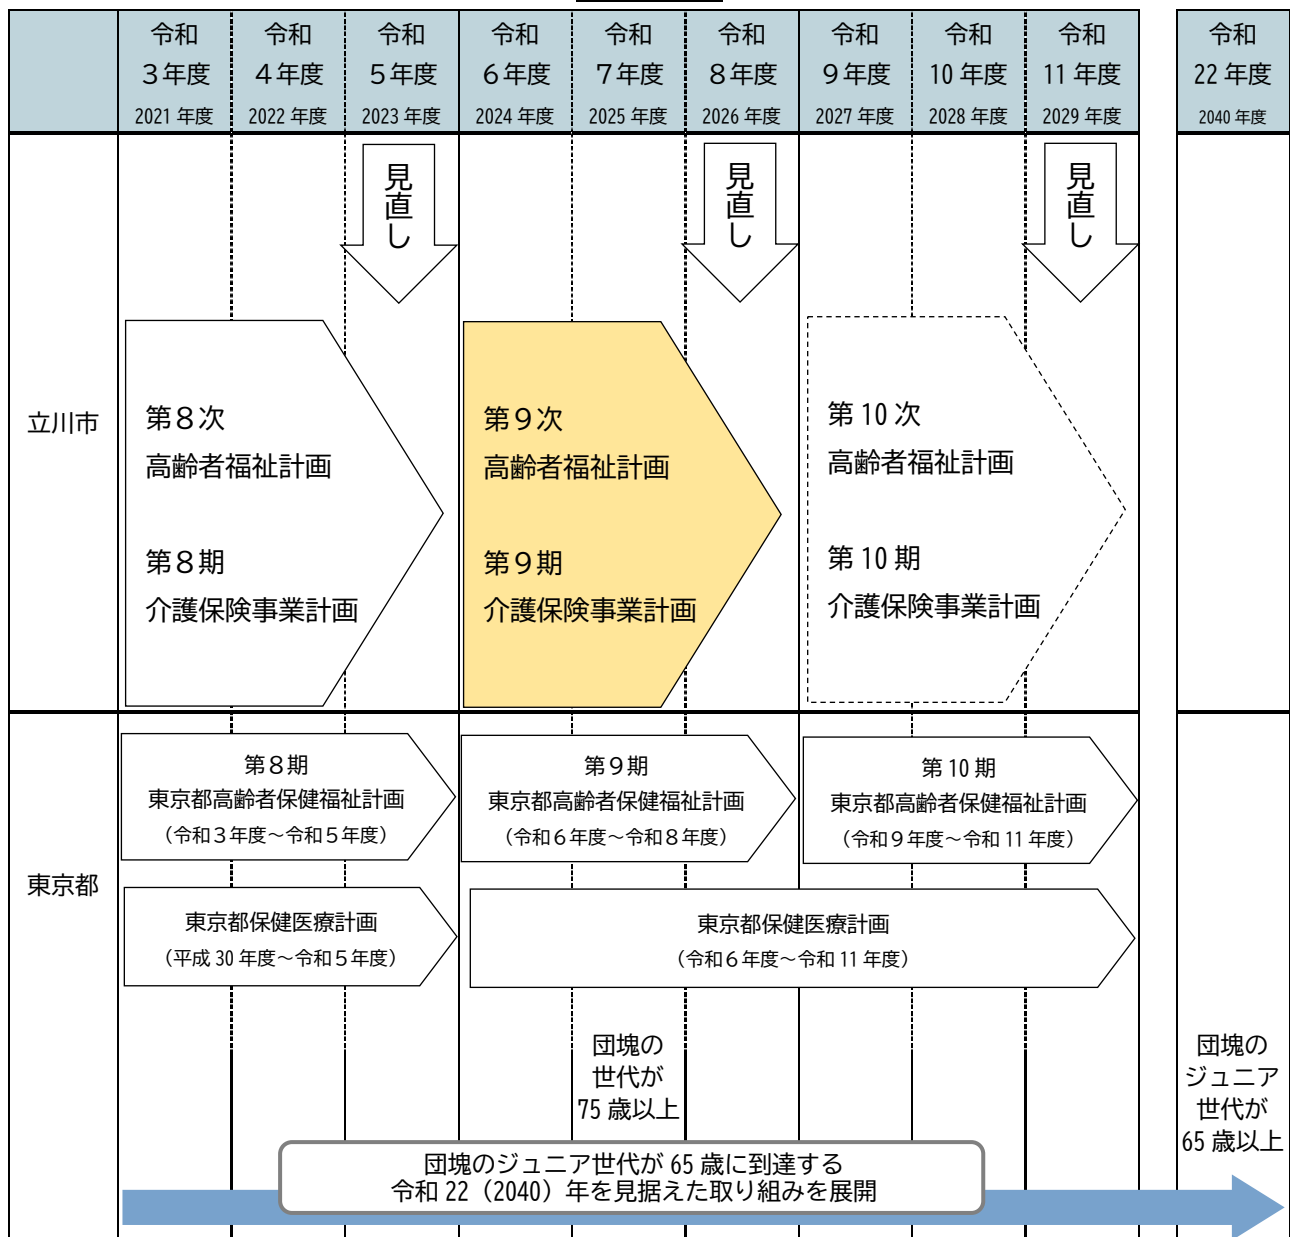 令和
３年度
2021 年度
令和
４年度
2022 年度
令和
５年度
2023 年度
令和
６年度
2024 年度
令和
７年度
2025 年度
令和
８年度
2026 年度
令和
９年度
2027 年度
令和
10 年度
2028 年度
令和
11 年度
2029 年度
令和
22 年度
2040 年度
立川市
見直し
見直し
見直し
第８次
高齢者福祉計画
第８期
介護保険事業計画
第９次
高齢者福祉計画
第９期
介護保険事業計画
第 10 次
高齢者福祉計画
第 10 期
介護保険事業計画
東京都
第８期
東京都高齢者保健福祉計画
（令和３年度～令和５年度）
第９期
東京都高齢者保健福祉計画
（令和６年度～令和８年度）
第 10 期
東京都高齢者保健福祉計画
（令和９年度～令和 11 年度）
東京都保健医療計画
（平成 30 年度～令和５年度）
東京都保健医療計画
（令和６年度～令和 11 年度）
団塊の
世代が
75 歳以上
団塊の
ジュニア
世代が
65 歳以上
団塊のジュニア世代が 65 歳に到達する
令和 22（2040）年を見据えた取り組みを展開